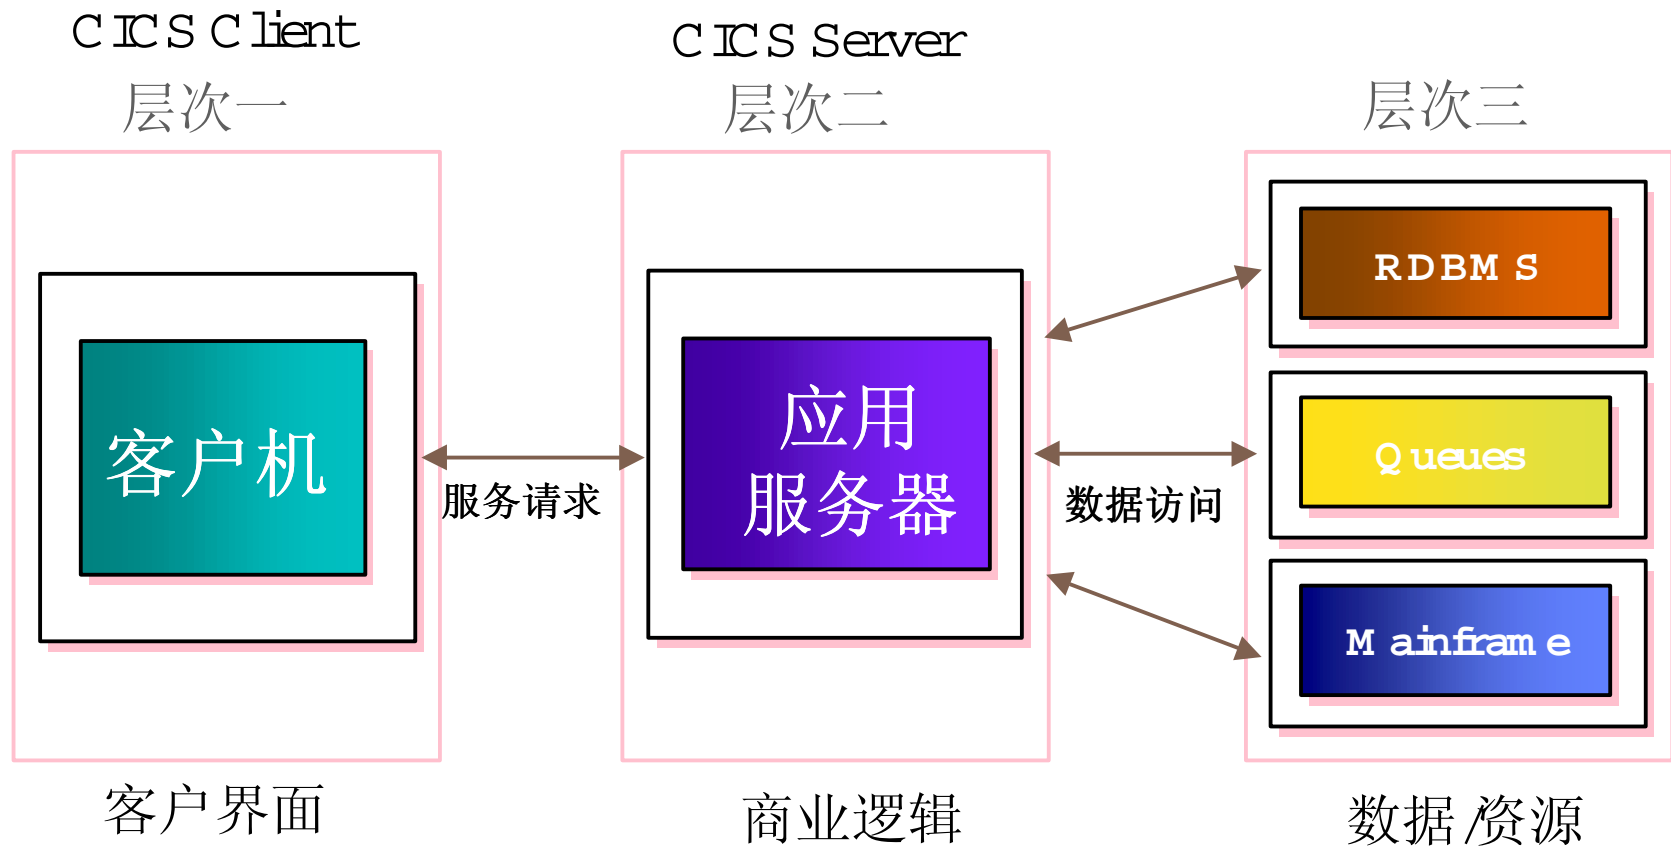 CICS Client
层次一
客户机
客户界面
服务请求
CICS Server
层次二
应用
服务器
商业逻辑
数据访问
层次三
RDBMS
Queues
Mainframe
数据/资源